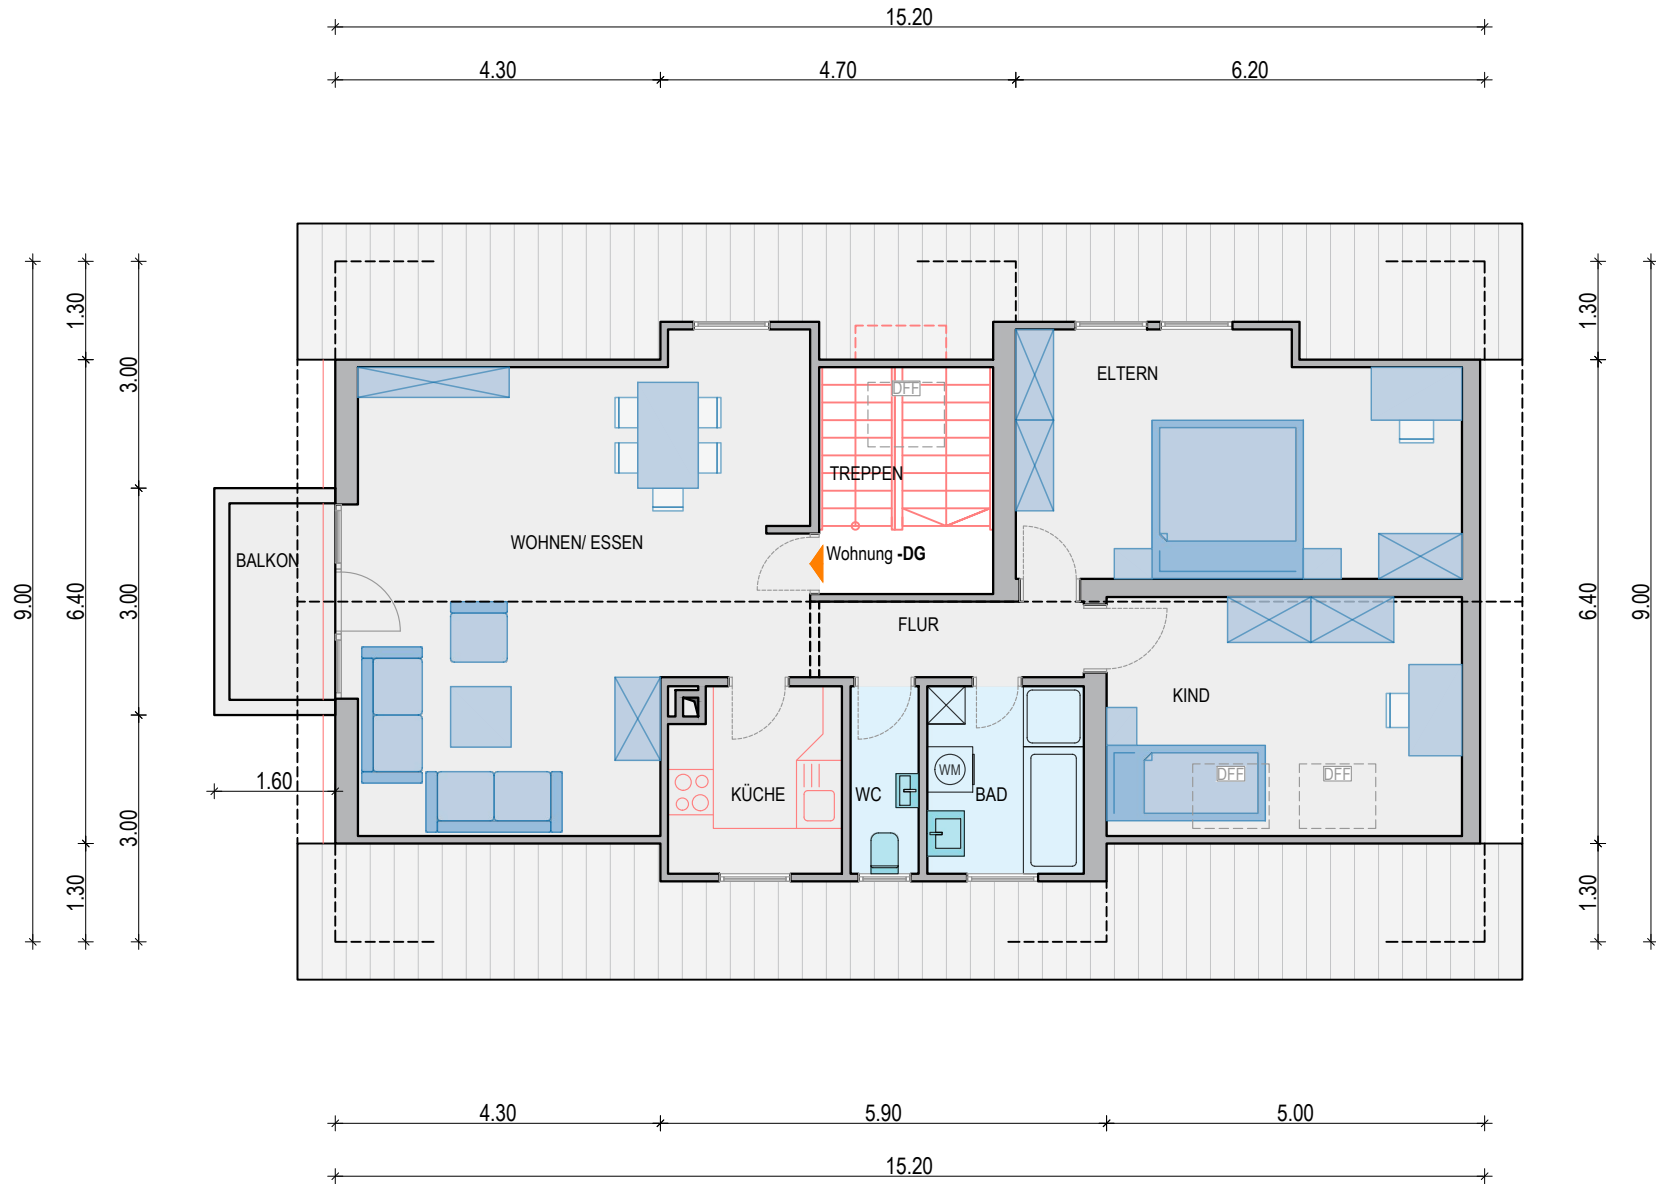 15.20
4.30 4.70 6.20
1.30 1.30
3.00
DFF
ELTERN
TREPPEN
WOHNEN/ ESSEN
Wohnung -DG
BALKON
9.00 6.40 3.00 6.40 9.00
FLUR
KIND
1.60
WM
DFF DFF
KÜCHE WC BAD
3.00
1.30 1.30
4.30 5.90 5.00
15.20